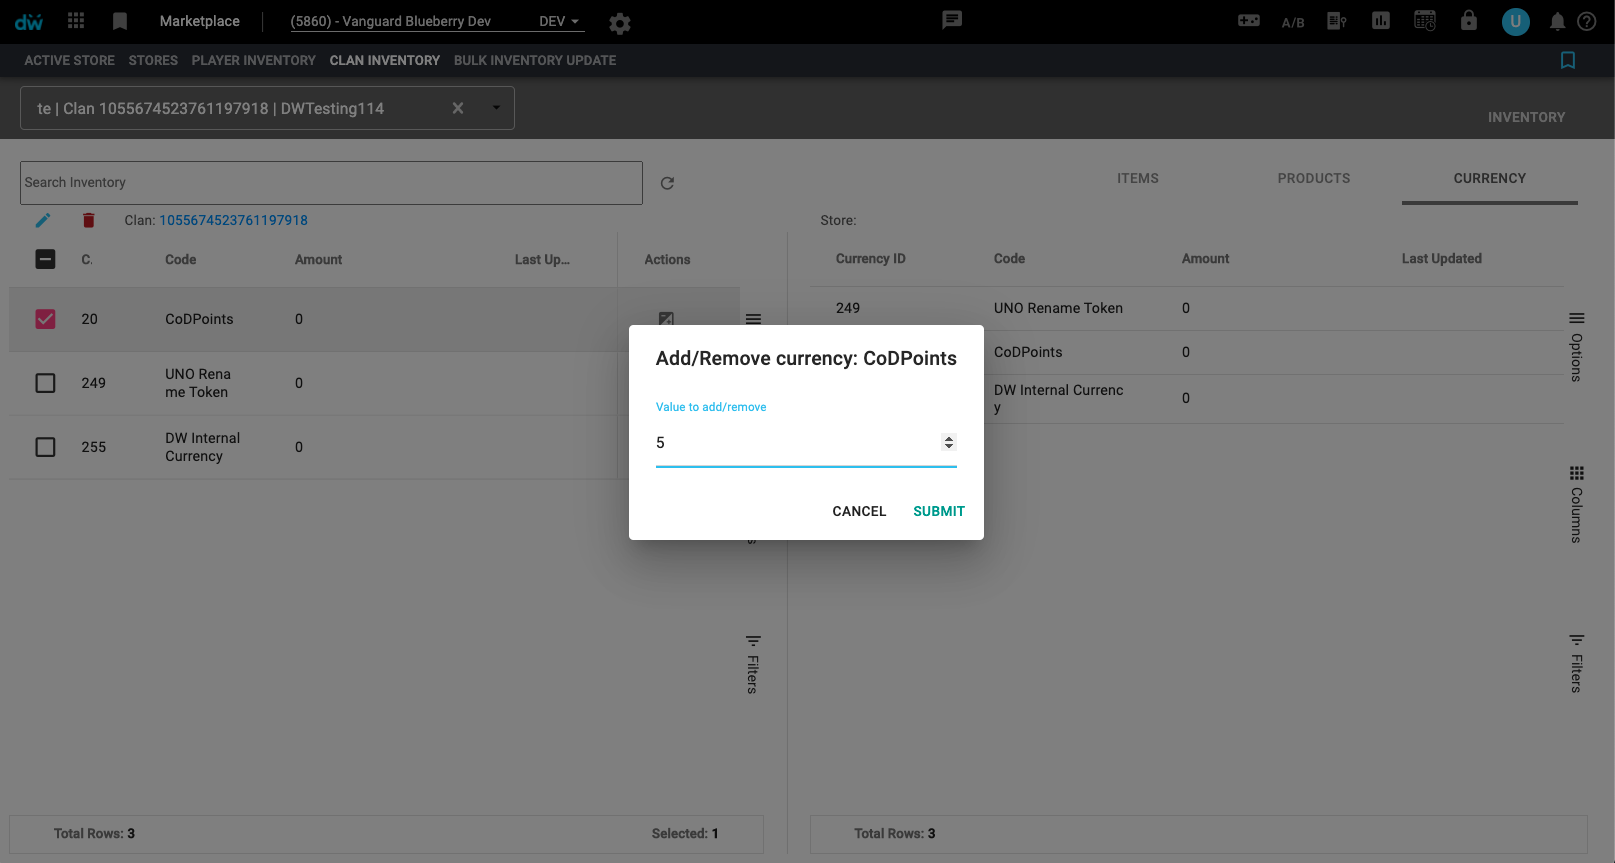 dw Marketplace (5860) - Vanguard Blueberry Dev DEV A/B U
ACTIVE STORE STORES PLAYER INVENTORY CLAN INVENTORY BULK INVENTORY UPDATE
te | Clan 1055674523761197918 | DWTesting114
INVENTORY
Search Inventory
ITEMS PRODUCTS CURRENCY
Clan: 1055674523761197918
C. Code Amount Last Up... Actions
20 CoDPoints 0
249 UNO Rena
me Token 0
255 DW Internal
Currency 0
Filters
Total Rows: 3 Selected: 1
Store:
Currency ID Code Amount Last Updated
249 UNO Rename Token 0
CoDPoints 0
DW Internal Currenc
y 0
Options
Columns
Filters
Total Rows: 3
Add/Remove currency: CoDPoints
Value to add/remove
5
CANCEL SUBMIT